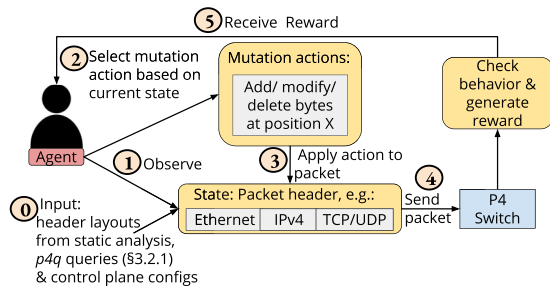 5 Receive Reward
2 Select mutation
action based on
current state
Mutation actions:
Add/ modify/
delete bytes
at position X
Check
behavior &
generate
reward
Agent
1 Observe
3 Apply action to
packet
4
Send
packet
P4
Switch
State: Packet header, e.g.:
Ethernet IPv4 TCP/UDP
0 Input:
header layouts
from static analysis,
p4q queries (§3.2.1)
& control plane configs